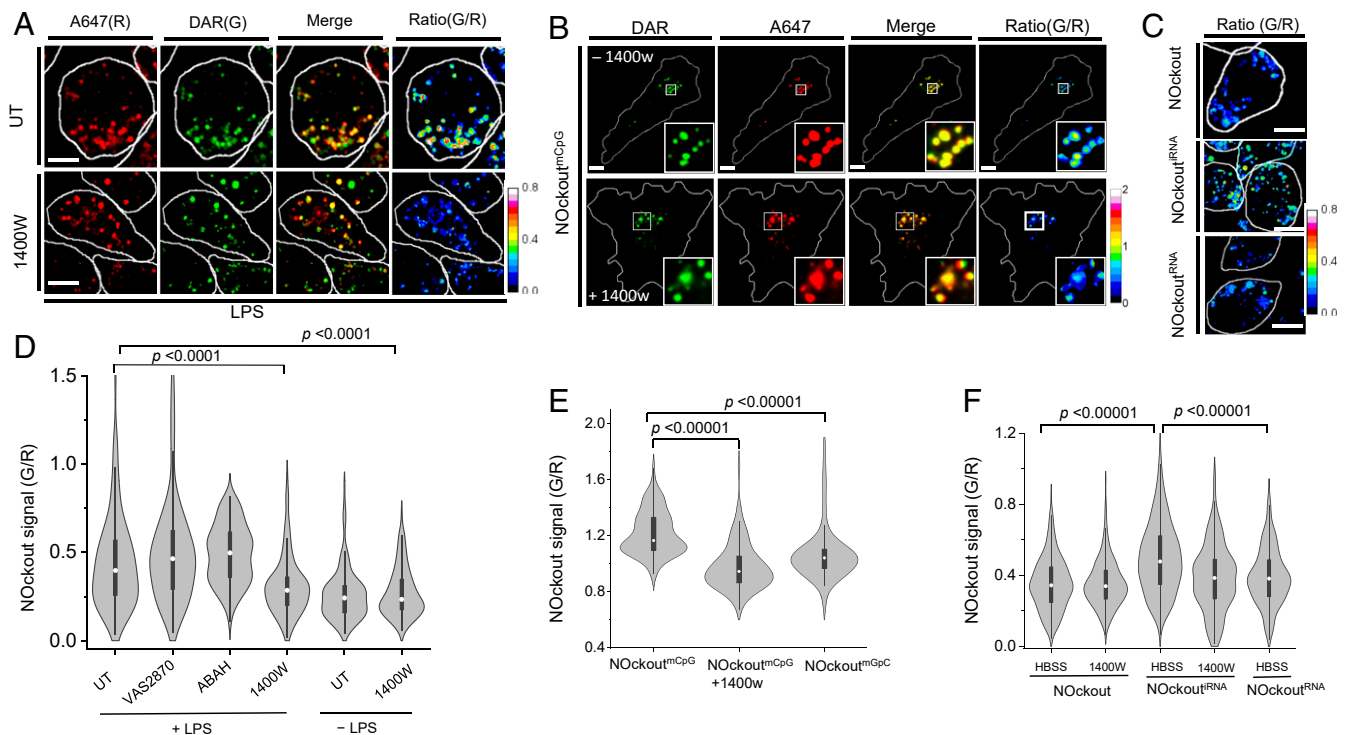 A
A647(R) DAR(G) Merge Ratio(G/R)
UT
1400W
0.8
0.4
0.0
LPS
B
DAR A647 Merge Ratio(G/R)
NOckout^mCpG
– 1400w
+ 1400w
2
1
0
C
Ratio (G/R)
NOckout
NOckout^iRNA
NOckout^RNA
0.8
0.4
0.0
D
p <0.0001
p <0.0001
NOckout signal (G/R)
1.5
1.0
0.5
0.0
UT VAS2870 ABAH 1400W UT 1400W
+ LPS – LPS
E
p <0.00001
p <0.00001
NOckout signal (G/R)
2.0
1.6
1.2
0.8
0.4
NOckout^mCpG NOckout^mCpG NOckout^mGpC
+1400w
F
p <0.00001 p <0.00001
NOckout signal (G/R)
1.2
0.8
0.4
0.0
HBSS 1400W HBSS 1400W HBSS
NOckout NOckout^iRNA NOckout^RNA